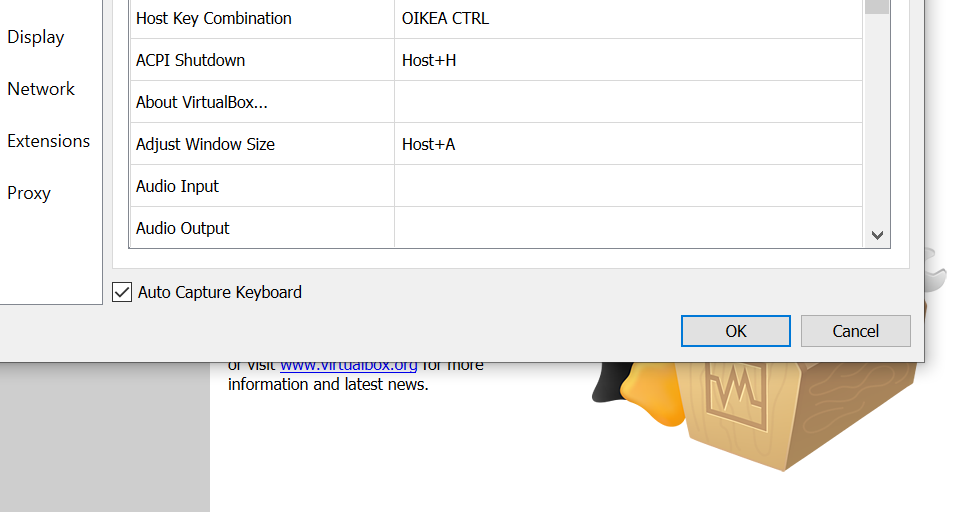 Host Key Combination OIKEA CTRL
Display
ACPI Shutdown Host+H
Network
About VirtualBox...
Extensions
Adjust Window Size Host+A
Proxy
Audio Input
Audio Output
Auto Capture Keyboard
OK Cancel
or visit www.virtualbox.org for more
information and latest news.